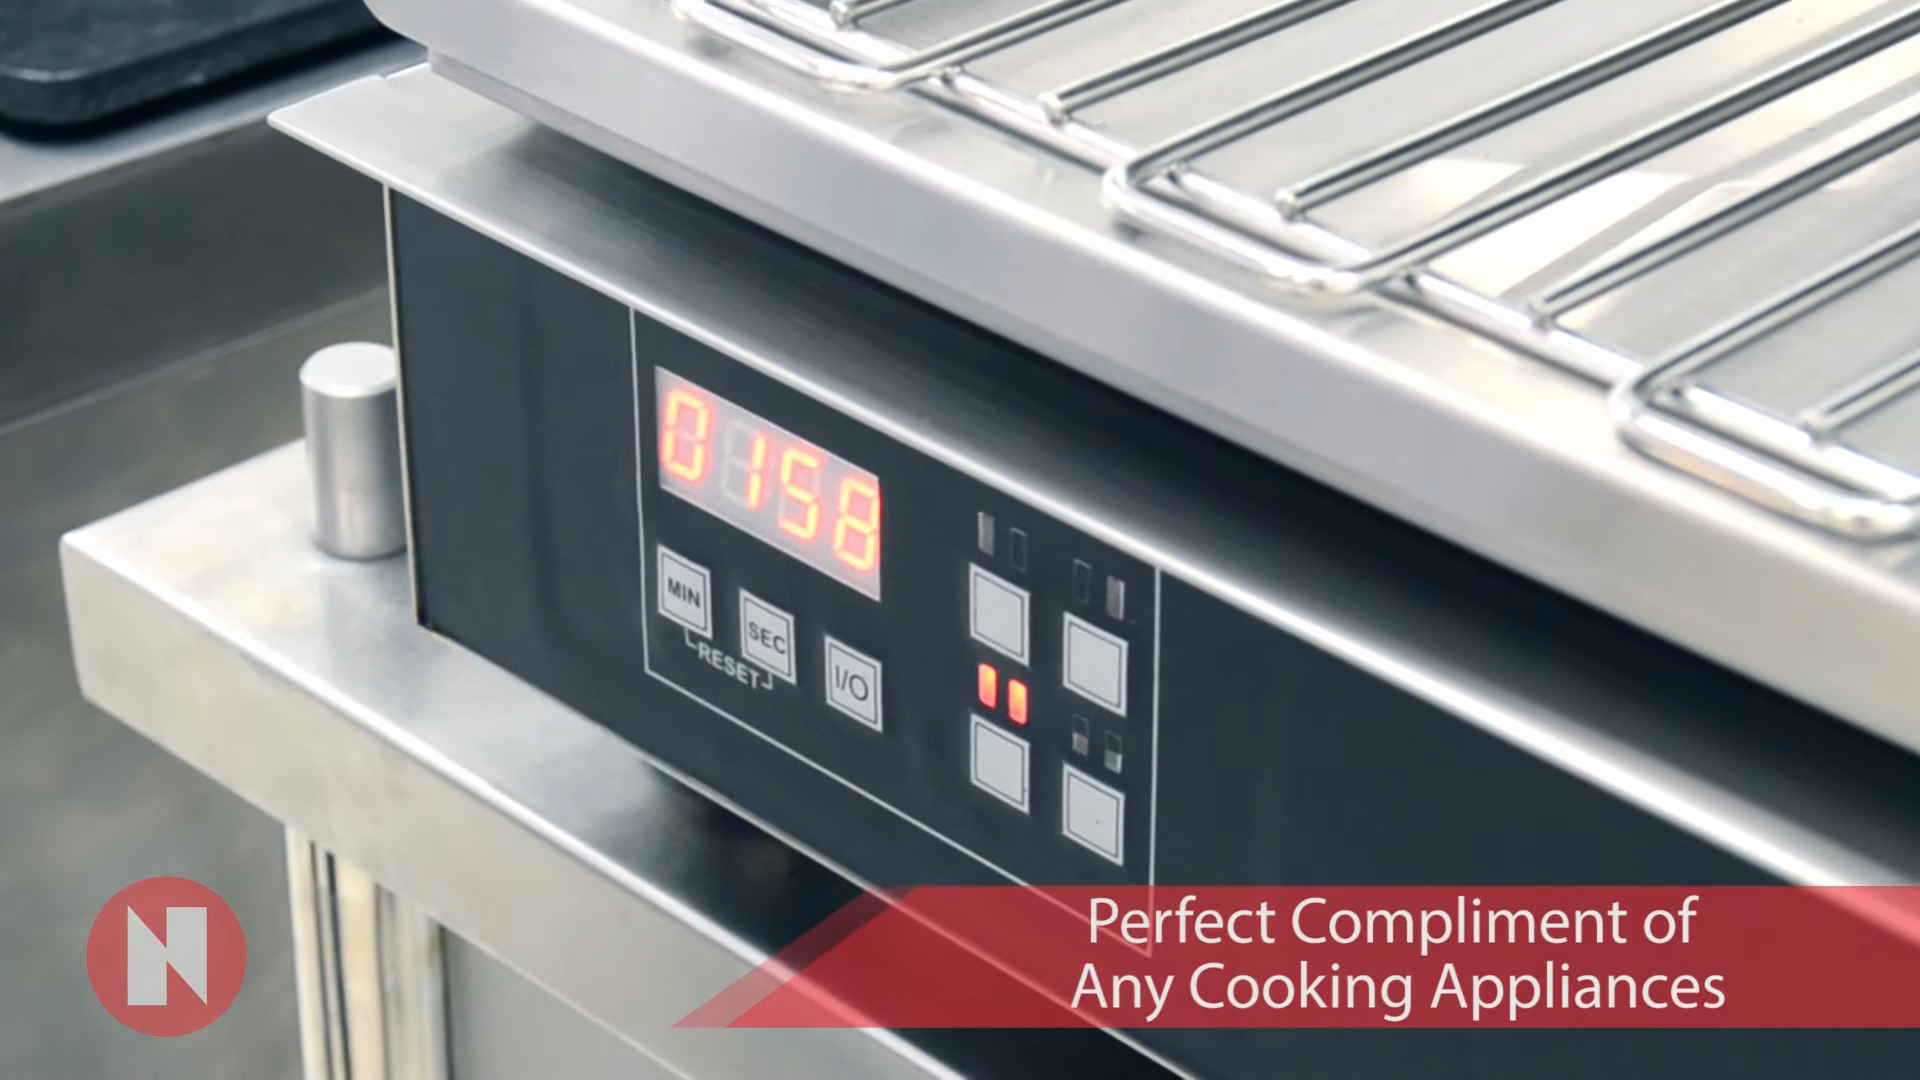 0158
MIN
SEC
RESET
I/O
N
Perfect Compliment of
Any Cooking Appliances